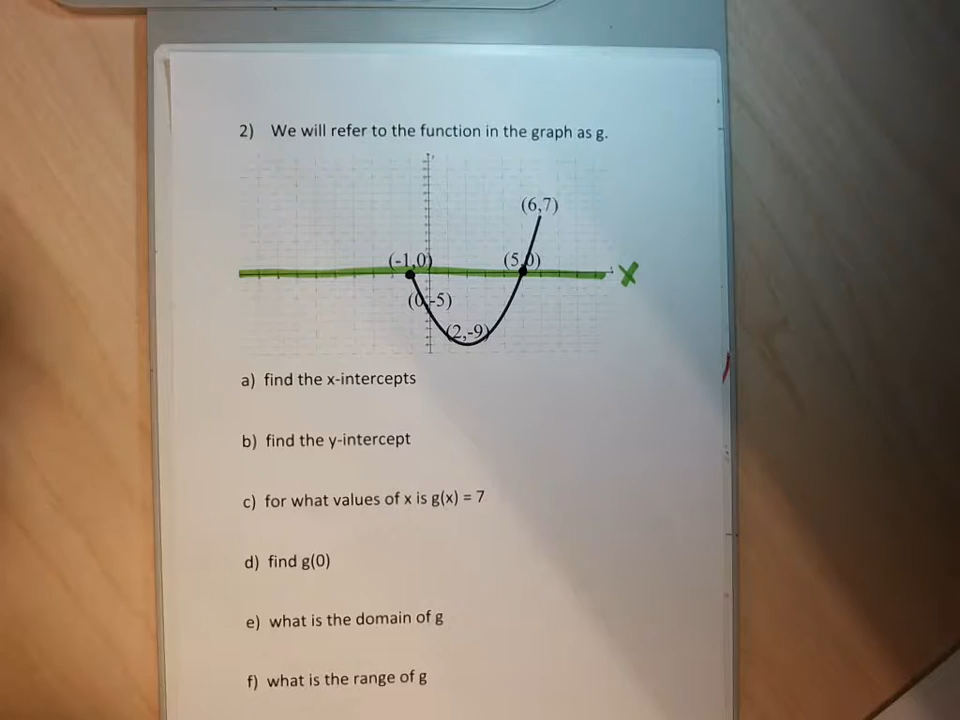 2) We will refer to the function in the graph as g.
(6,7)
(-1,0) (5,0) X
(0,-5)
(2,-9)
a) find the x-intercepts
b) find the y-intercept
c) for what values of x is g(x) = 7
d) find g(0)
e) what is the domain of g
f) what is the range of g